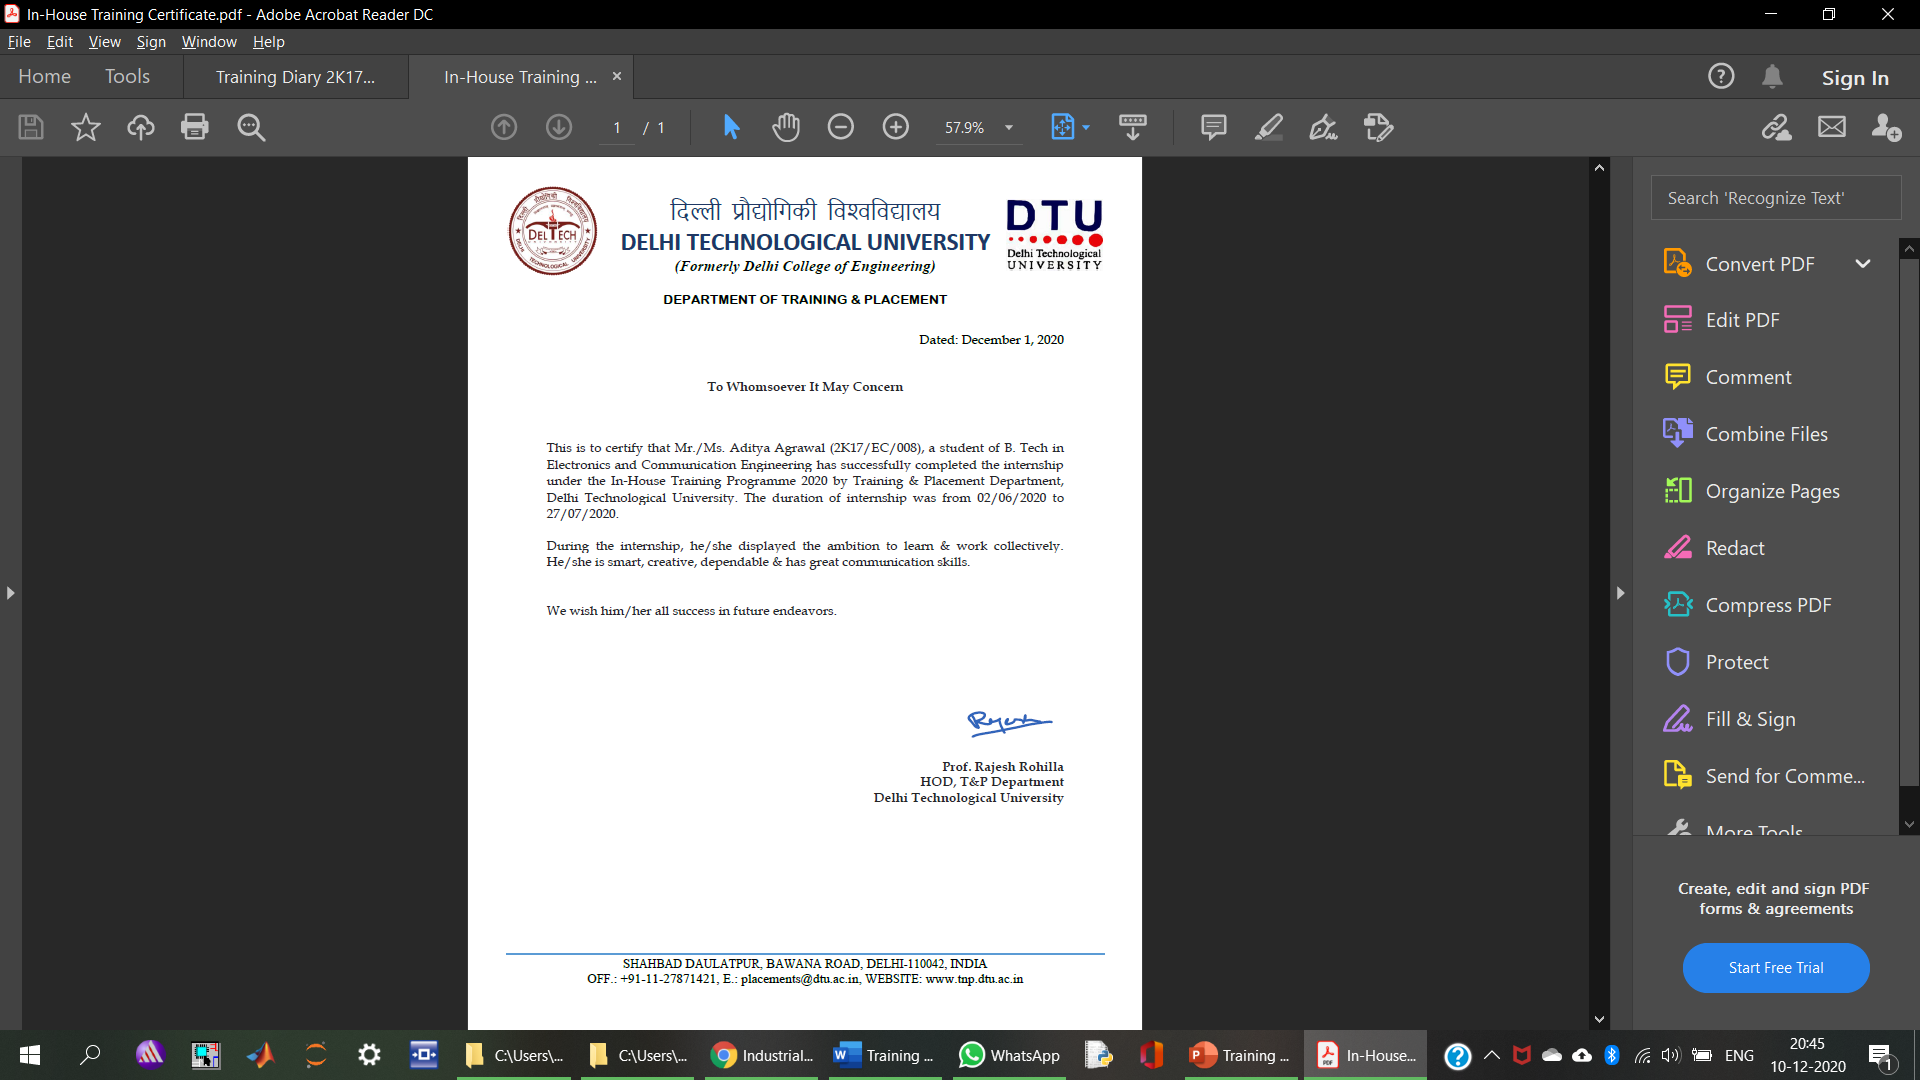 In-House Training Certificate.pdf - Adobe Acrobat Reader DC
File Edit View Sign Window Help
Home Tools Training Diary 2K17... In-House Training ... Sign In
1 / 1 57.9%
दिल्ली प्रौद्योगिकी विश्वविद्यालय
DELHI TECHNOLOGICAL UNIVERSITY
(Formerly Delhi College of Engineering)
DELTECH
DTU
Delhi Technological
UNIVERSITY
DEPARTMENT OF TRAINING & PLACEMENT
Dated: December 1, 2020
To Whomsoever It May Concern
This is to certify that Mr./Ms. Aditya Agrawal (2K17/EC/008), a student of B. Tech in
Electronics and Communication Engineering has successfully completed the internship
under the In-House Training Programme 2020 by Training & Placement Department,
Delhi Technological University. The duration of internship was from 02/06/2020 to
27/07/2020.
During the internship, he/she displayed the ambition to learn & work collectively.
He/she is smart, creative, dependable & has great communication skills.
We wish him/her all success in future endeavors.
Rajesh
Prof. Rajesh Rohilla
HOD, T&P Department
Delhi Technological University
SHAHBAD DAULATPUR, BAWANA ROAD, DELHI-110042, INDIA
OFF.: +91-11-27871421, E.: placements@dtu.ac.in, WEBSITE: www.tnp.dtu.ac.in
Search 'Recognize Text'
Convert PDF
Edit PDF
Comment
Combine Files
Organize Pages
Redact
Compress PDF
Protect
Fill & Sign
Send for Comme...
More Tools
Create, edit and sign PDF
forms & agreements
Start Free Trial
C:\Users\... C:\Users\... Industrial... Training ... WhatsApp Training ... In-House... ENG
20:45
10-12-2020
1